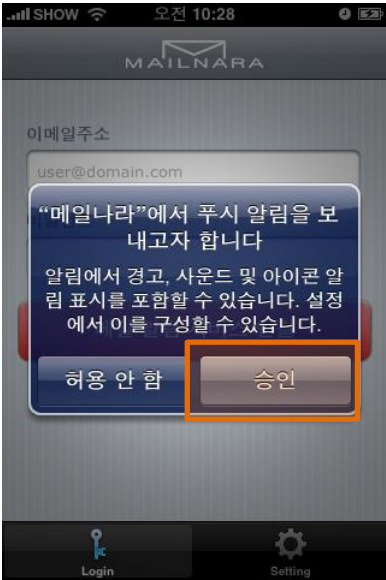 SHOW 오전 10:28
MAILNARA
이메일주소
user@domain.com
“메일나라”에서 푸시 알림을 보
내고자 합니다
알림에서 경고, 사운드 및 아이콘 알
림 표시를 포함할 수 있습니다. 설정
에서 이를 구성할 수 있습니다.
허용 안 함 승인
Login Setting